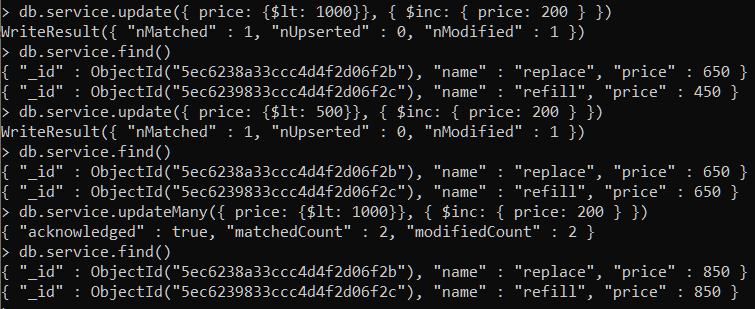 > db.service.update({ price: {$lt: 1000}}, { $inc: { price: 200 } })
WriteResult({ "nMatched" : 1, "nUpserted" : 0, "nModified" : 1 })
> db.service.find()
{ "_id" : ObjectId("5ec6238a33ccc4d4f2d06f2b"), "name" : "replace", "price" : 650 }
{ "_id" : ObjectId("5ec6239833ccc4d4f2d06f2c"), "name" : "refill", "price" : 450 }
> db.service.update({ price: {$lt: 500}}, { $inc: { price: 200 } })
WriteResult({ "nMatched" : 1, "nUpserted" : 0, "nModified" : 1 })
> db.service.find()
{ "_id" : ObjectId("5ec6238a33ccc4d4f2d06f2b"), "name" : "replace", "price" : 650 }
{ "_id" : ObjectId("5ec6239833ccc4d4f2d06f2c"), "name" : "refill", "price" : 650 }
> db.service.updateMany({ price: {$lt: 1000}}, { $inc: { price: 200 } })
{ "acknowledged" : true, "matchedCount" : 2, "modifiedCount" : 2 }
> db.service.find()
{ "_id" : ObjectId("5ec6238a33ccc4d4f2d06f2b"), "name" : "replace", "price" : 850 }
{ "_id" : ObjectId("5ec6239833ccc4d4f2d06f2c"), "name" : "refill", "price" : 850 }